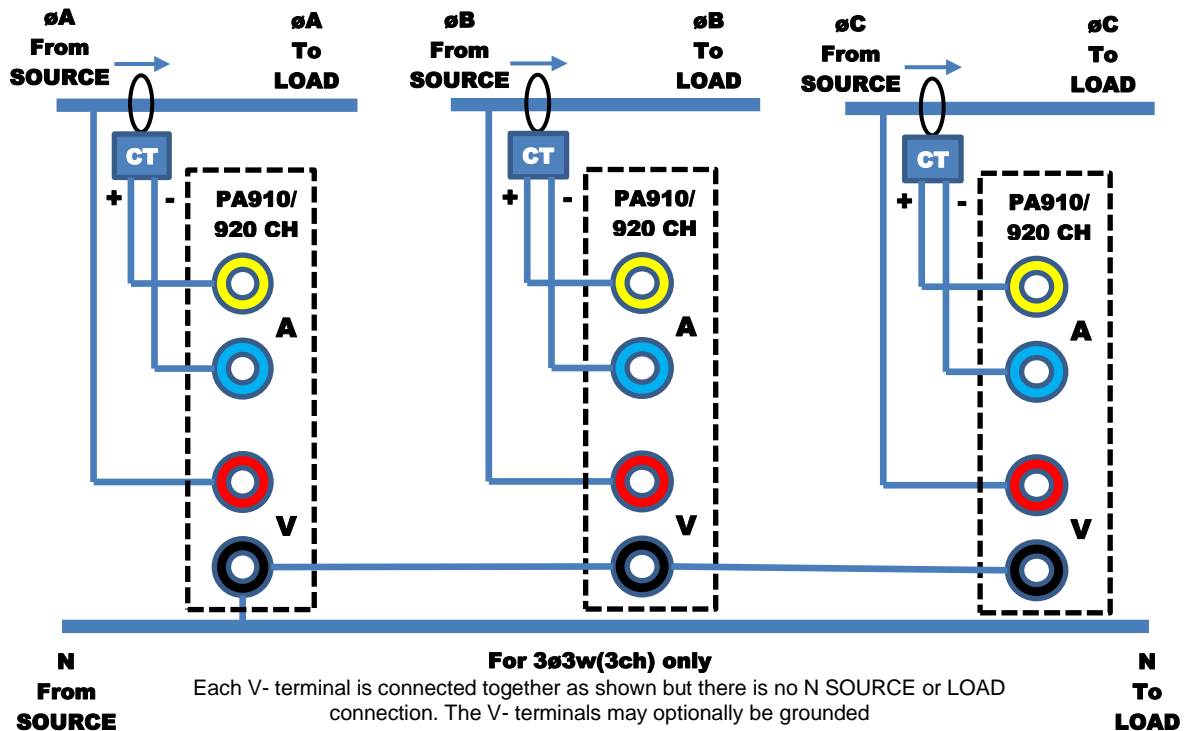 øA
From
SOURCE
øA
To
LOAD
øB
From
SOURCE
øB
To
LOAD
øC
From
SOURCE
øC
To
LOAD
CT
+ -
PA910/
920 CH
A
V
CT
+ -
PA910/
920 CH
A
V
CT
+ -
PA910/
920 CH
A
V
N
From
SOURCE
For 3ø3w(3ch) only
Each V- terminal is connected together as shown but there is no N SOURCE or LOAD
connection. The V- terminals may optionally be grounded
N
To
LOAD